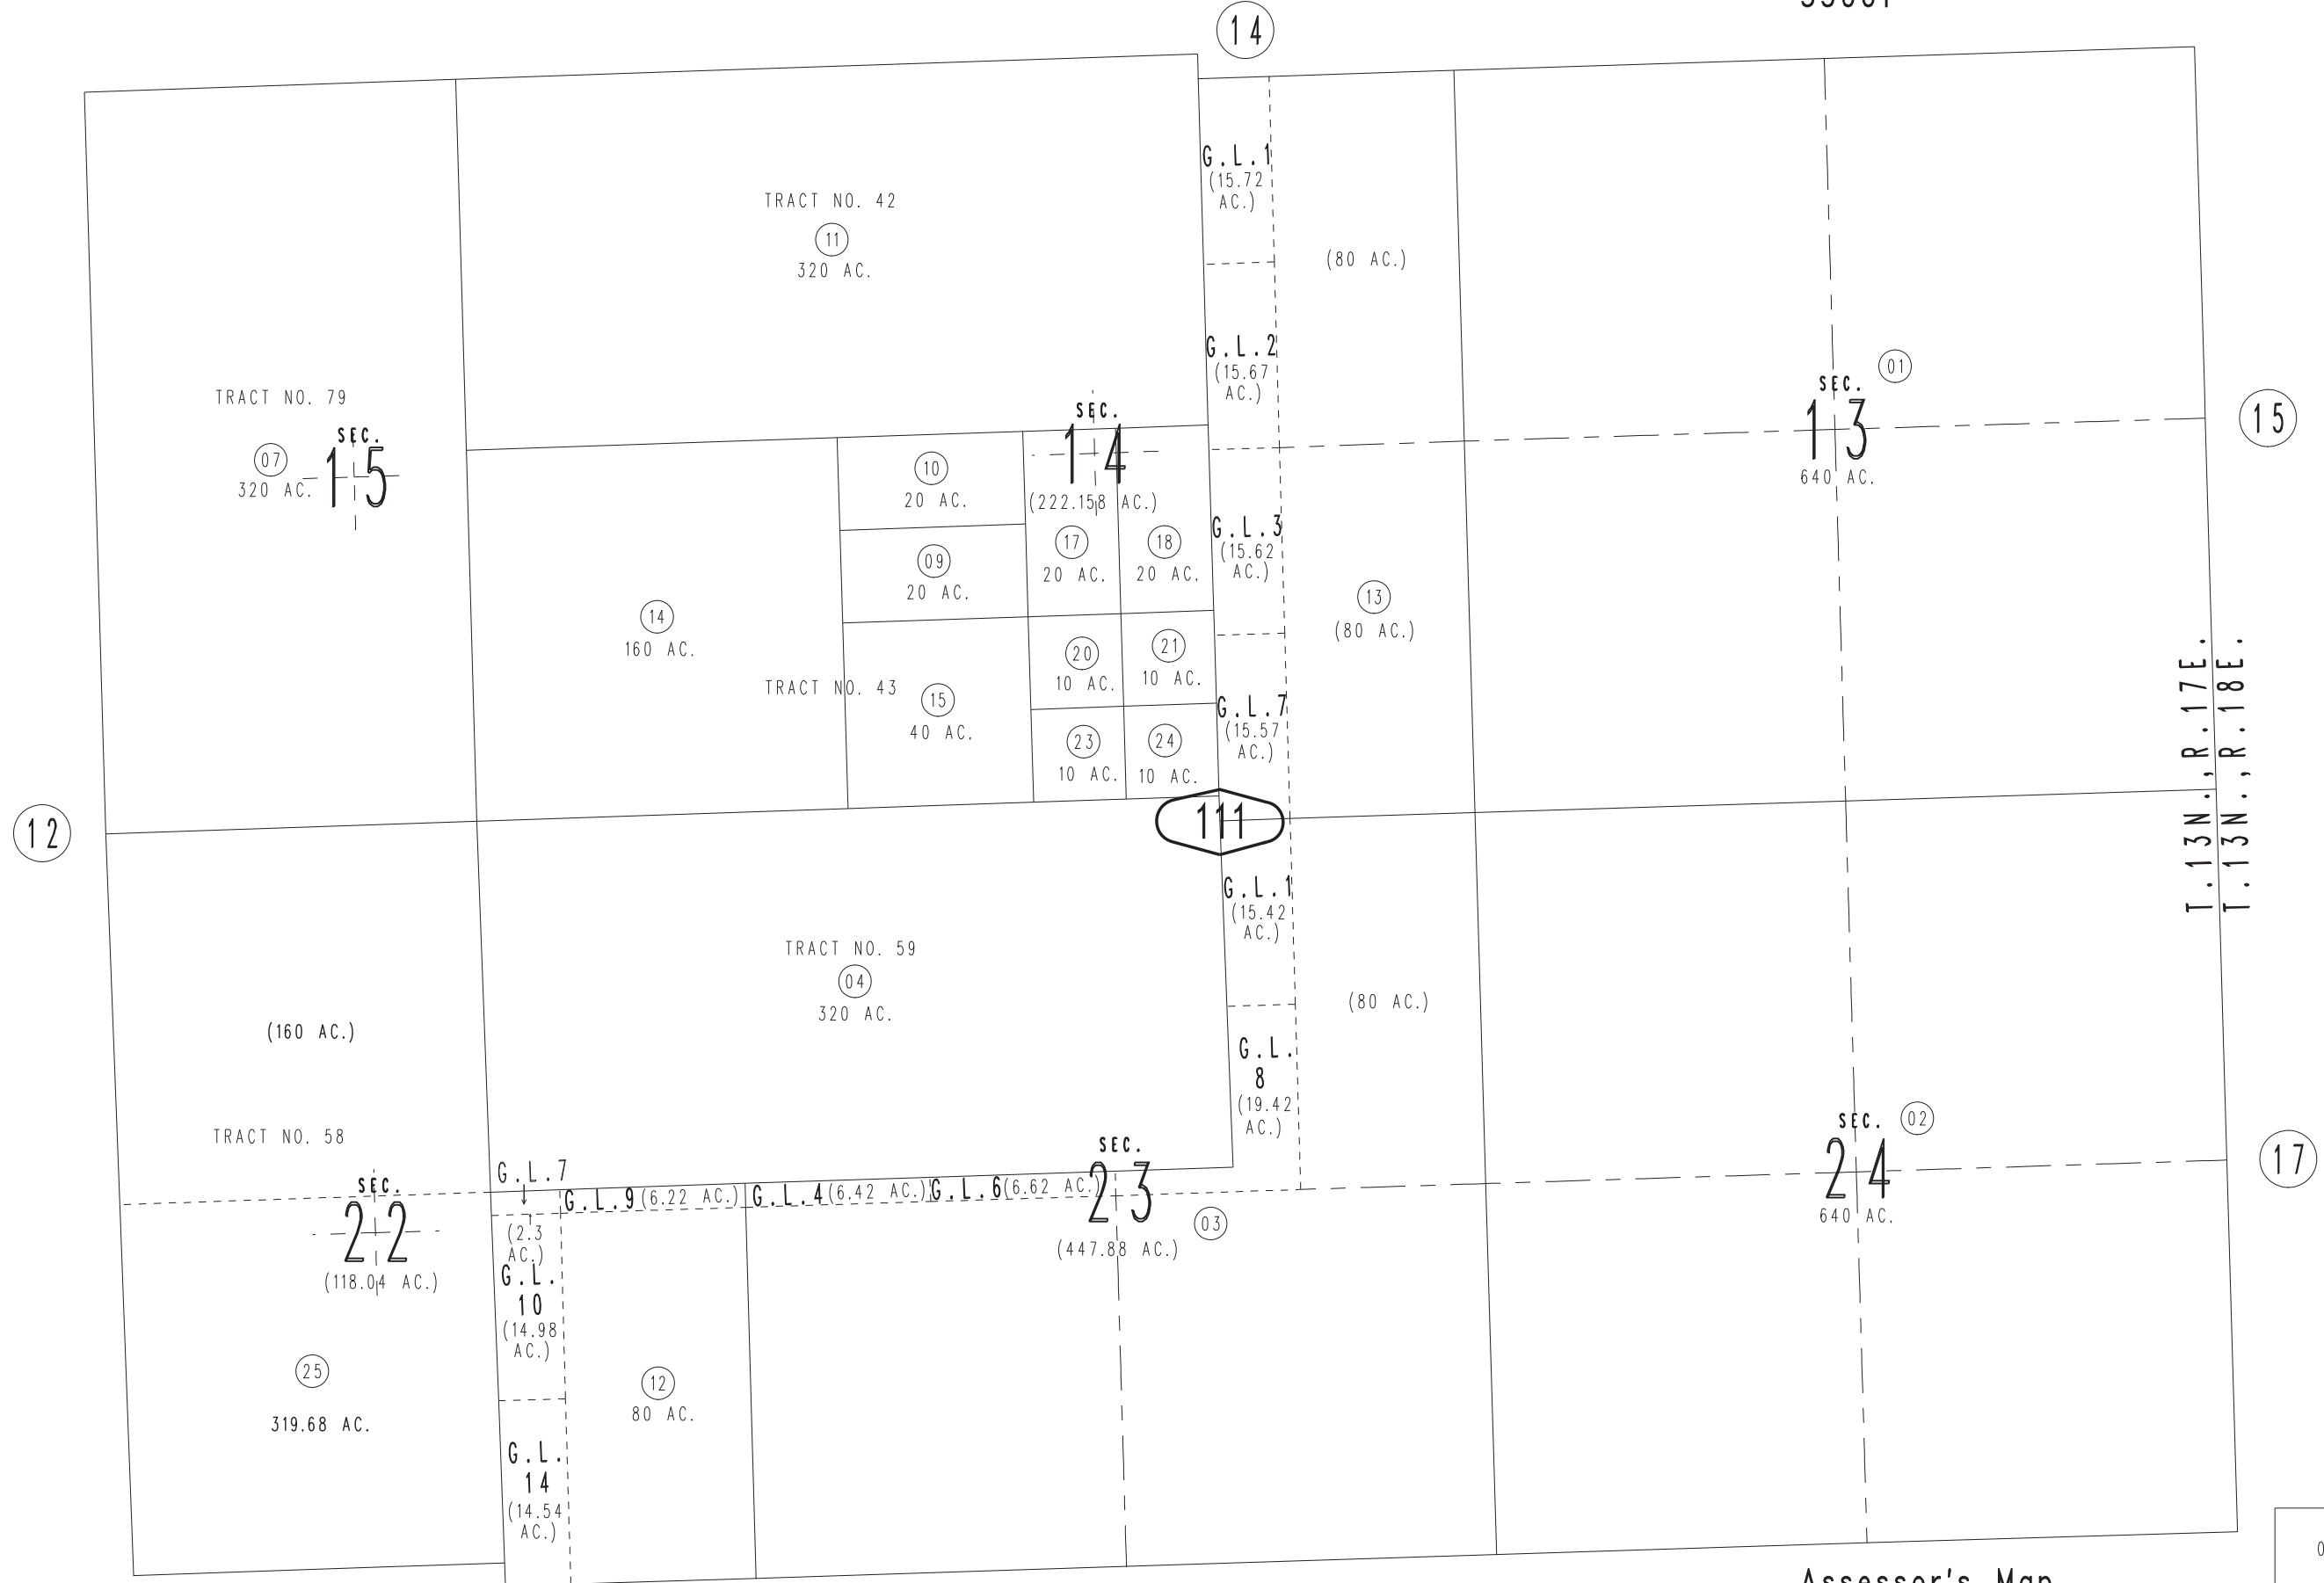 14
TRACT NO. 42
11
320 AC.
G.L.1
(15.72
AC.)
(80 AC.)
G.L.2
(15.67
AC.)
01
SEC.
13
640 AC.
15
TRACT NO. 79
SEC.
15
07
320 AC.
SEC.
14
(222.158 AC.)
10
20 AC.
09
20 AC.
17
20 AC.
18
20 AC.
G.L.3
(15.62
AC.)
13
(80 AC.)
14
160 AC.
TRACT NO. 43
15
40 AC.
20
10 AC.
21
10 AC.
23
10 AC.
24
10 AC.
G.L.7
(15.57
AC.)
T.13N.,R.17E.
T.13N.,R.18E.
12
111
G.L.1
(15.42
AC.)
TRACT NO. 59
04
320 AC.
(80 AC.)
(160 AC.)
G.L.
8
(19.42
AC.)
TRACT NO. 58
SEC.
22
(118.04 AC.)
G.L.7
(2.3
AC.)
G.L.9(6.22 AC.)
G.L.4(6.42 AC.)
G.L.6(6.62 AC.)
SEC.
23
03
(447.88 AC.)
SEC.
02
24
640 AC.
17
G.L.
10
(14.98
AC.)
25
319.68 AC.
12
80 AC.
G.L.
14
(14.54
AC.)
Assessor's Map